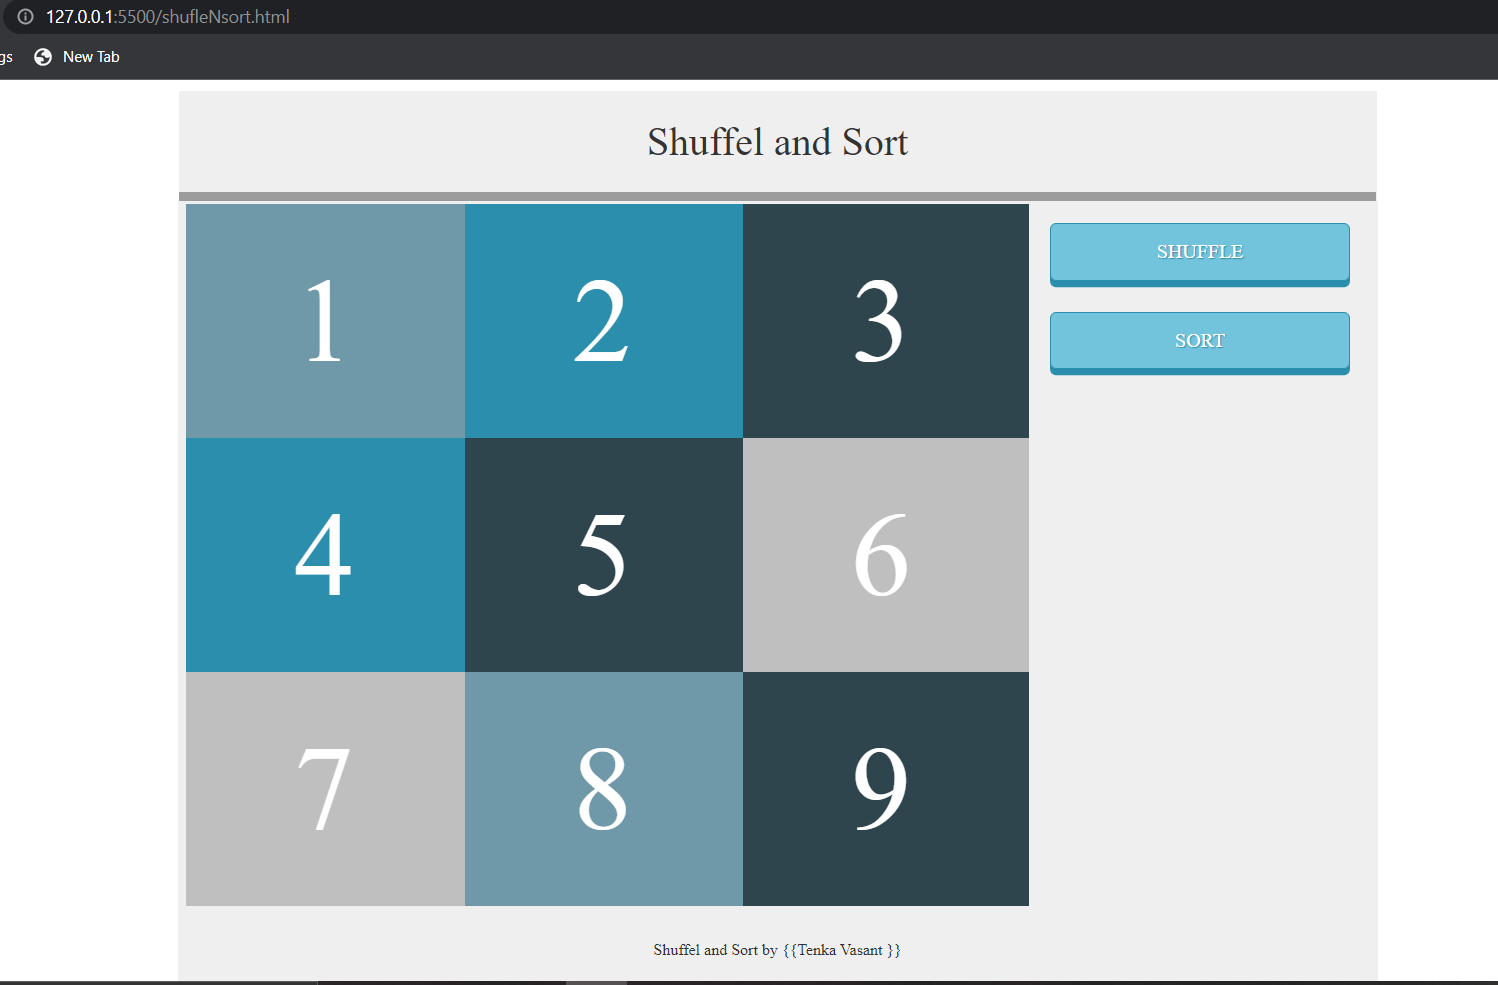 127.0.0.1:5500/shufleNsort.html
gs New Tab
Shuffel and Sort
1 2 3
SHUFFLE
SORT
4 5 6
7 8 9
Shuffel and Sort by {{Tenka Vasant }}